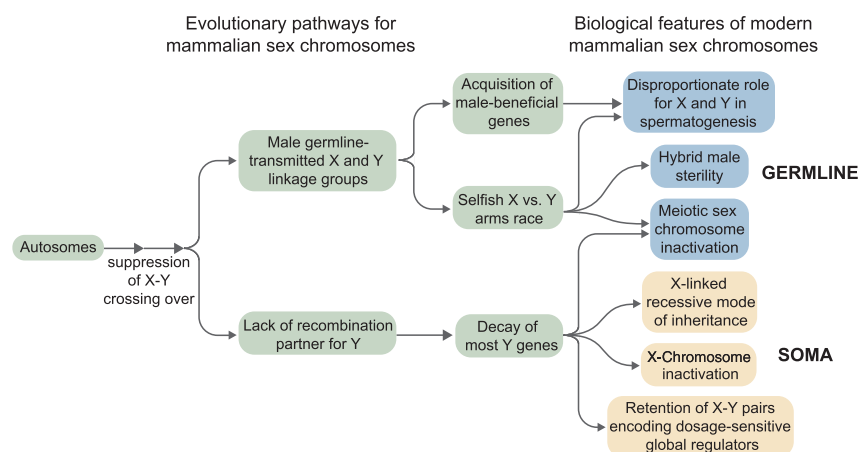 Evolutionary pathways for
mammalian sex chromosomes
Biological features of modern
mammalian sex chromosomes
Autosomes
suppression
of X-Y
crossing over
Male germline-
transmitted X and Y
linkage groups
Lack of recombination
partner for Y
Acquisition of
male-beneficial
genes
Selfish X vs. Y
arms race
Decay of
most Y genes
Disproportionate role
for X and Y in
spermatogenesis
Hybrid male
sterility
Meiotic sex
chromosome
inactivation
GERMLINE
X-linked
recessive mode
of inheritance
X-Chromosome
inactivation
Retention of X-Y pairs
encoding dosage-sensitive
global regulators
SOMA